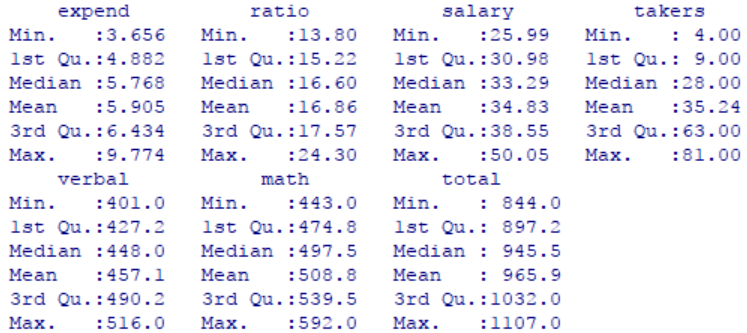 expend ratio salary takers
Min. :3.656 Min. :13.80 Min. :25.99 Min. : 4.00
1st Qu.:4.882 1st Qu.:15.22 1st Qu.:30.98 1st Qu.: 9.00
Median :5.768 Median :16.60 Median :33.29 Median :28.00
Mean :5.905 Mean :16.86 Mean :34.83 Mean :35.24
3rd Qu.:6.434 3rd Qu.:17.57 3rd Qu.:38.55 3rd Qu.:63.00
Max. :9.774 Max. :24.30 Max. :50.05 Max. :81.00
verbal math total
Min. :401.0 Min. :443.0 Min. : 844.0
1st Qu.:427.2 1st Qu.:474.8 1st Qu.: 897.2
Median :448.0 Median :497.5 Median : 945.5
Mean :457.1 Mean :508.8 Mean : 965.9
3rd Qu.:490.2 3rd Qu.:539.5 3rd Qu.:1032.0
Max. :516.0 Max. :592.0 Max. :1107.0